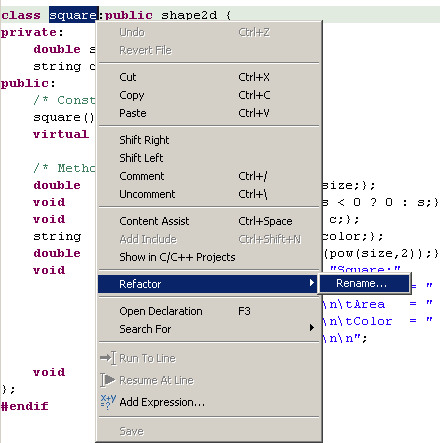 class square:public shape2d {
private:
Undo Ctrl+Z
double s
Revert File
string c
public:
Cut Ctrl+X
/* Const
Copy Ctrl+C
square()
Paste Ctrl+V
virtual
Shift Right
Shift Left
/* Metho
Comment Ctrl+/
double size;};
Uncomment Ctrl+\
void s < 0 ? 0 : s;}
void c;};
Content Assist Ctrl+Space
string color;};
Add Include Ctrl+Shift+N
double (pow(size,2));}
Show in C/C++ Projects
void "Square:"
Refactor
Rename...
= "
\n\tArea = "
Open Declaration F3
\n\tColor = "
Search For
\n\n";
Run To Line
void
Resume At Line
};
Add Expression...
#endif
Save